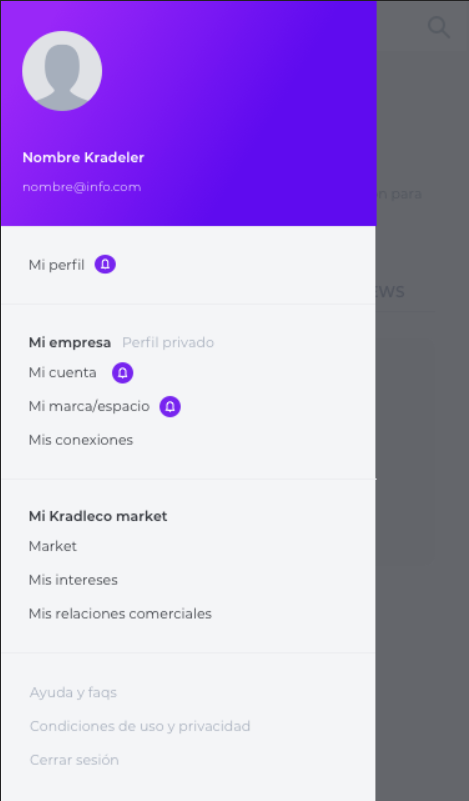 Nombre Kradeler
nombre@info.com
n para
Mi perfil
EWS
Mi empresa Perfil privado
Mi cuenta
Mi marca/espacio
Mis conexiones
Mi Kradleco market
Market
Mis intereses
Mis relaciones comerciales
Ayuda y faqs
Condiciones de uso y privacidad
Cerrar sesión